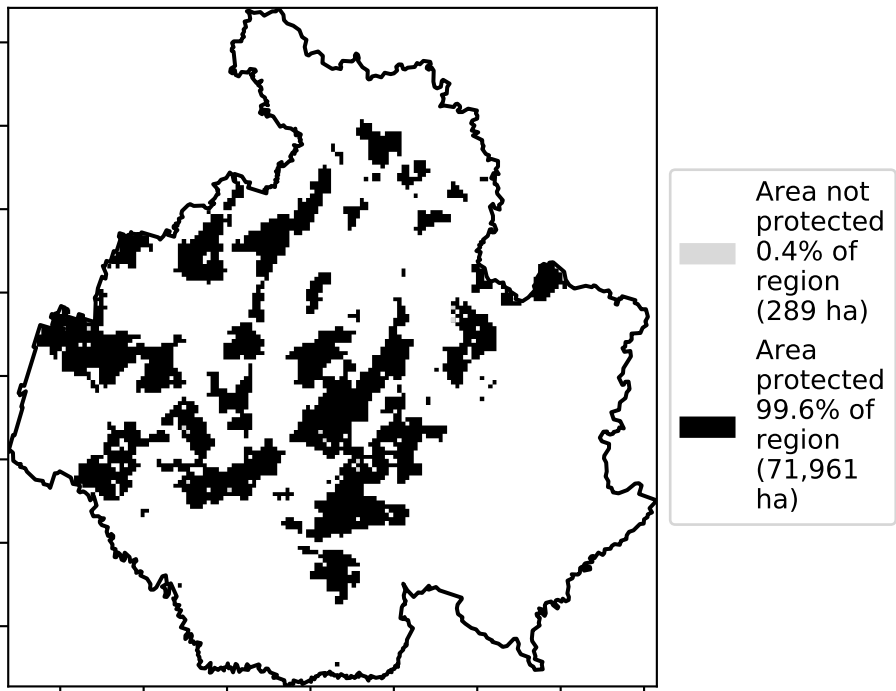 Area not
protected
0.4% of
region
(289 ha)
Area
protected
99.6% of
region
(71,961
ha)